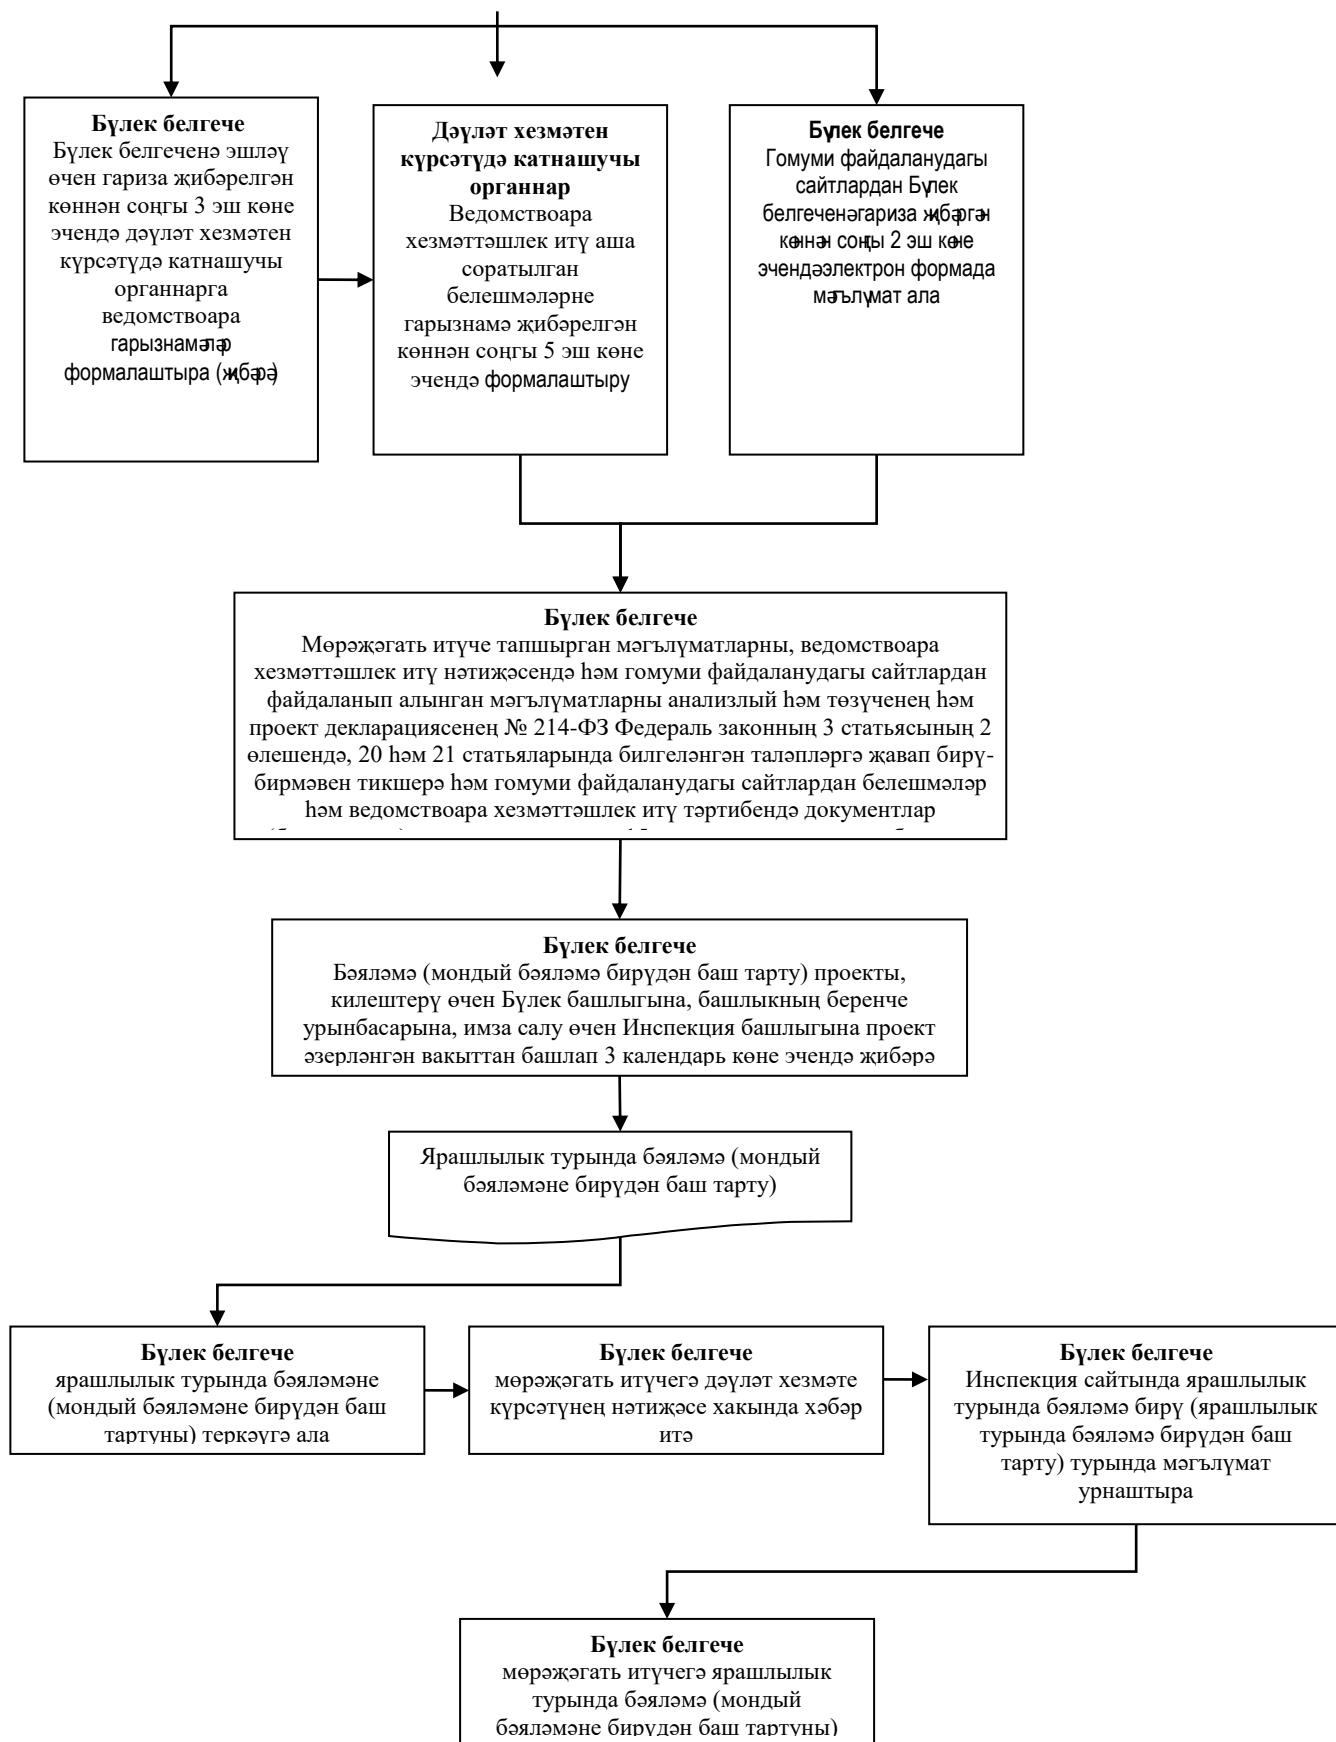 Бүлек белгече
Бүлек белгеченә эшләү
өчен гариза җибәрелгән
көннән соңгы 3 эш көне
эчендә дәүләт хезмәтен
күрсәтүдә катнашучы
органнарга
ведомствоара
гарызнамәләр
формалаштыра (җибәрә)
Дәүләт хезмәтен
күрсәтүдә катнашучы
органнар
Ведомствоара
хезмәттәшлек итү аша
соратылган
белешмәләрне
гарызнамә җибәрелгән
көннән соңгы 5 эш көне
эчендә формалаштыру
Бүлек белгече
Гомуми файдаланудагы
сайтлардан Бүлек
белгеченә гариза җибәргән
көннән соңгы 2 эш көне
эчендә электрон формада
мәгълүмат ала
Бүлек белгече
Мөрәҗәгать итүче тапшырган мәгълүматларны, ведомствоара
хезмәттәшлек итү нәтиҗәсендә һәм гомуми файдаланудагы сайтлардан
файдаланып алынган мәгълүматларны анализлый һәм төзүченең һәм
проект декларациясенең № 214-ФЗ Федераль законның 3 статьясының 2
өлешендә, 20 һәм 21 статьяларында билгеләнгән таләпләргә җавап бирү-
бирмәвен тикшерә һәм гомуми файдаланудагы сайтлардан белешмәләр
һәм ведомствоара хезмәттәшлек итү тәртибендә документлар
Бүлек белгече
Бәяләмә (мондый бәяләмә бирүдән баш тарту) проекты,
килештерү өчен Бүлек башлыгына, башлыкның беренче
урынбасарына, имза салу өчен Инспекция башлыгына проект
әзерләнгән вакыттан башлап 3 календарь көне эчендә җибәрә
Ярашлылык турында бәяләмә (мондый
бәяләмәне бирүдән баш тарту)
Бүлек белгече
ярашлылык турында бәяләмәне
(мондый бәяләмәне бирүдән баш
тартуны) теркәүгә ала
Бүлек белгече
мөрәҗәгать итүчегә дәүләт хезмәте
күрсәтүнең нәтиҗәсе хакында хәбәр
итә
Бүлек белгече
Инспекция сайтында ярашлылык
турында бәяләмә бирү (ярашлылык
турында бәяләмә бирүдән баш
тарту) турында мәгълүмат
урнаштыра
Бүлек белгече
мөрәҗәгать итүчегә ярашлылык
турында бәяләмә (мондый
бәяләмәне бирүдән баш тартуны)